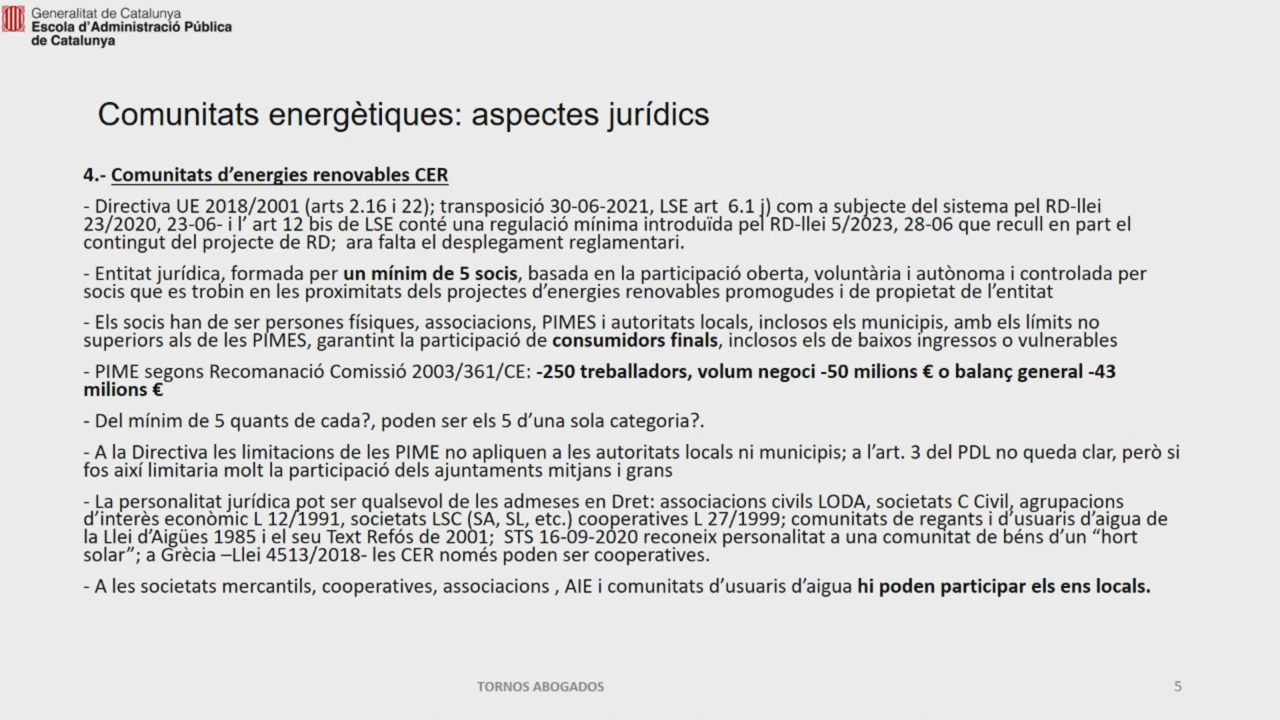 Generalitat de Catalunya
Escola d'Administració Pública
de Catalunya
Comunitats energètiques: aspectes jurídics
4.- Comunitats d'energies renovables CER
- Directiva UE 2018/2001 (arts 2.16 i 22); transposició 30-06-2021, LSE art 6.1 j) com a subjecte del sistema pel RD-llei
23/2020, 23-06- i l' art 12 bis de LSE conté una regulació mínima introduïda pel RD-llei 5/2023, 28-06 que recull en part el
contingut del projecte de RD; ara falta el desplegament reglamentari.
- Entitat jurídica, formada per un mínim de 5 socis, basada en la participació oberta, voluntària i autònoma i controlada per
socis que es trobin en les proximitats dels projectes d'energies renovables promogudes i de propietat de l'entitat
- Els socis han de ser persones físiques, associacions, PIMES i autoritats locals, inclosos els municipis, amb els límits no
superiors als de les PIMES, garantint la participació de consumidors finals, inclosos els de baixos ingressos o vulnerables
- PIME segons Recomanació Comissió 2003/361/CE: -250 treballadors, volum negoci -50 milions € o balanç general -43
milions €
- Del mínim de 5 quants de cada?, poden ser els 5 d'una sola categoria?.
- A la Directiva les limitacions de les PIME no apliquen a les autoritats locals ni municipis; a l'art. 3 del PDL no queda clar, però si
fos així limitaria molt la participació dels ajuntaments mitjans i grans
- La personalitat jurídica pot ser qualsevol de les admeses en Dret: associacions civils LODA, societats C Civil, agrupacions
d'interès econòmic L 12/1991, societats LSC (SA, SL, etc.) cooperatives L 27/1999; comunitats de regants i d'usuaris d'aigua de
la Llei d'Aigües 1985 i el seu Text Refós de 2001; STS 16-09-2020 reconeix personalitat a una comunitat de béns d'un "hort
solar"; a Grècia –Llei 4513/2018- les CER només poden ser cooperatives.
- A les societats mercantils, cooperatives, associacions , AIE i comunitats d'usuaris d'aigua hi poden participar els ens locals.
TORNOS ABOGADOS
5